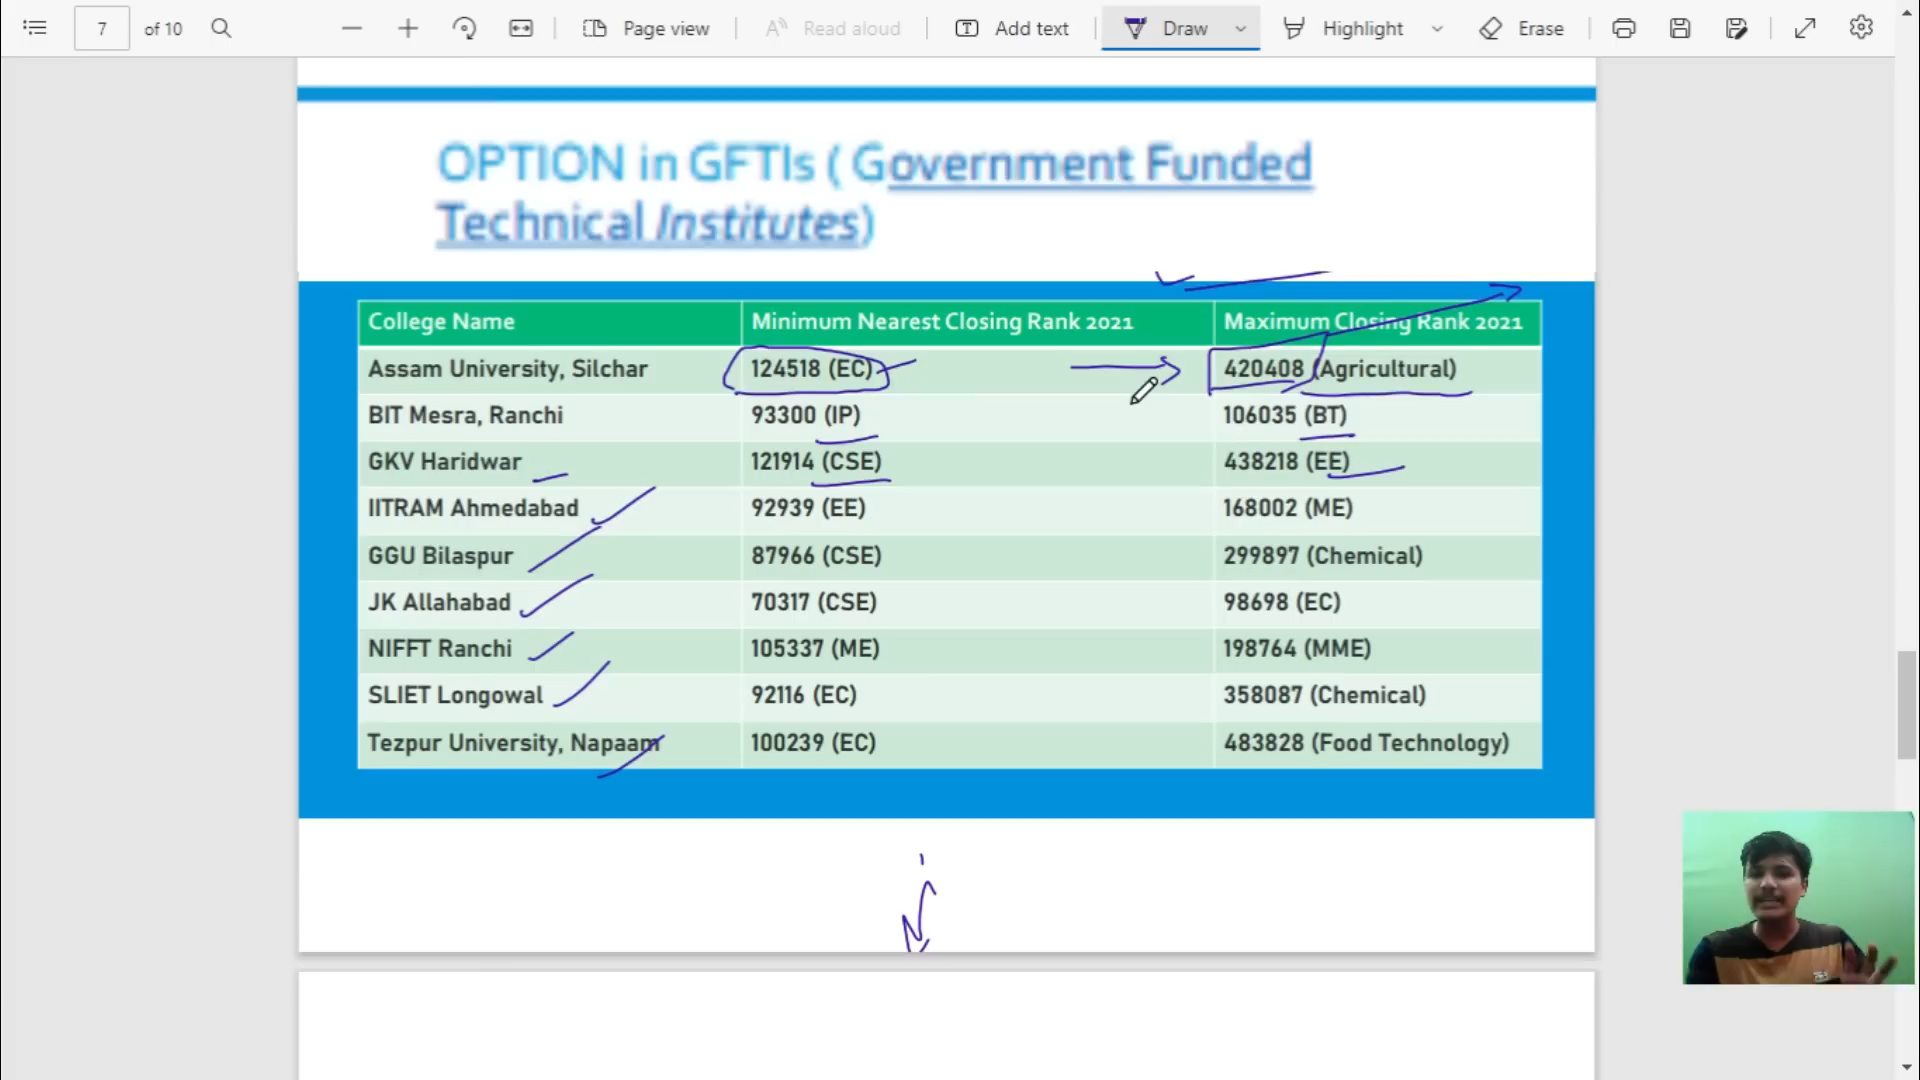 7 of 10 Page view Read aloud Add text Draw Highlight Erase
OPTION in GFTIs ( Government Funded
Technical Institutes)
College Name Minimum Nearest Closing Rank 2021 Maximum Closing Rank 2021
Assam University, Silchar 124518 (EC) 420408 (Agricultural)
BIT Mesra, Ranchi 93300 (IP) 106035 (BT)
GKV Haridwar 121914 (CSE) 438218 (EE)
IITRAM Ahmedabad 92939 (EE) 168002 (ME)
GGU Bilaspur 87966 (CSE) 299897 (Chemical)
JK Allahabad 70317 (CSE) 98698 (EC)
NIFFT Ranchi 105337 (ME) 198764 (MME)
SLIET Longowal 92116 (EC) 358087 (Chemical)
Tezpur University, Napaam 100239 (EC) 483828 (Food Technology)